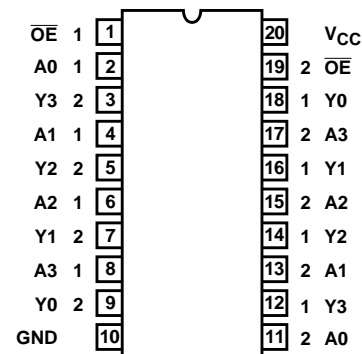 OE 1 1 20 VCC
A0 1 2 19 2 OE
Y3 2 3 18 1 Y0
A1 1 4 17 2 A3
Y2 2 5 16 1 Y1
A2 1 6 15 2 A2
Y1 2 7 14 1 Y2
A3 1 8 13 2 A1
Y0 2 9 12 1 Y3
GND 10 11 2 A0